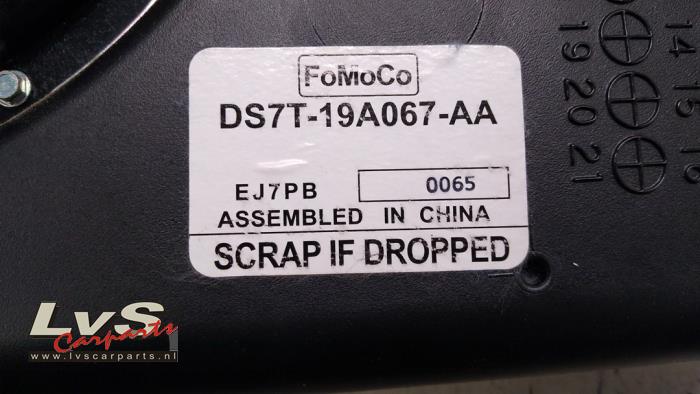 FoMoCo
DS7T-19A067-AA
EJ7PB 0065
ASSEMBLED IN CHINA
SCRAP IF DROPPED
14 15 16
19 20 21
LvS
Carparts
www.lvscarparts.nl